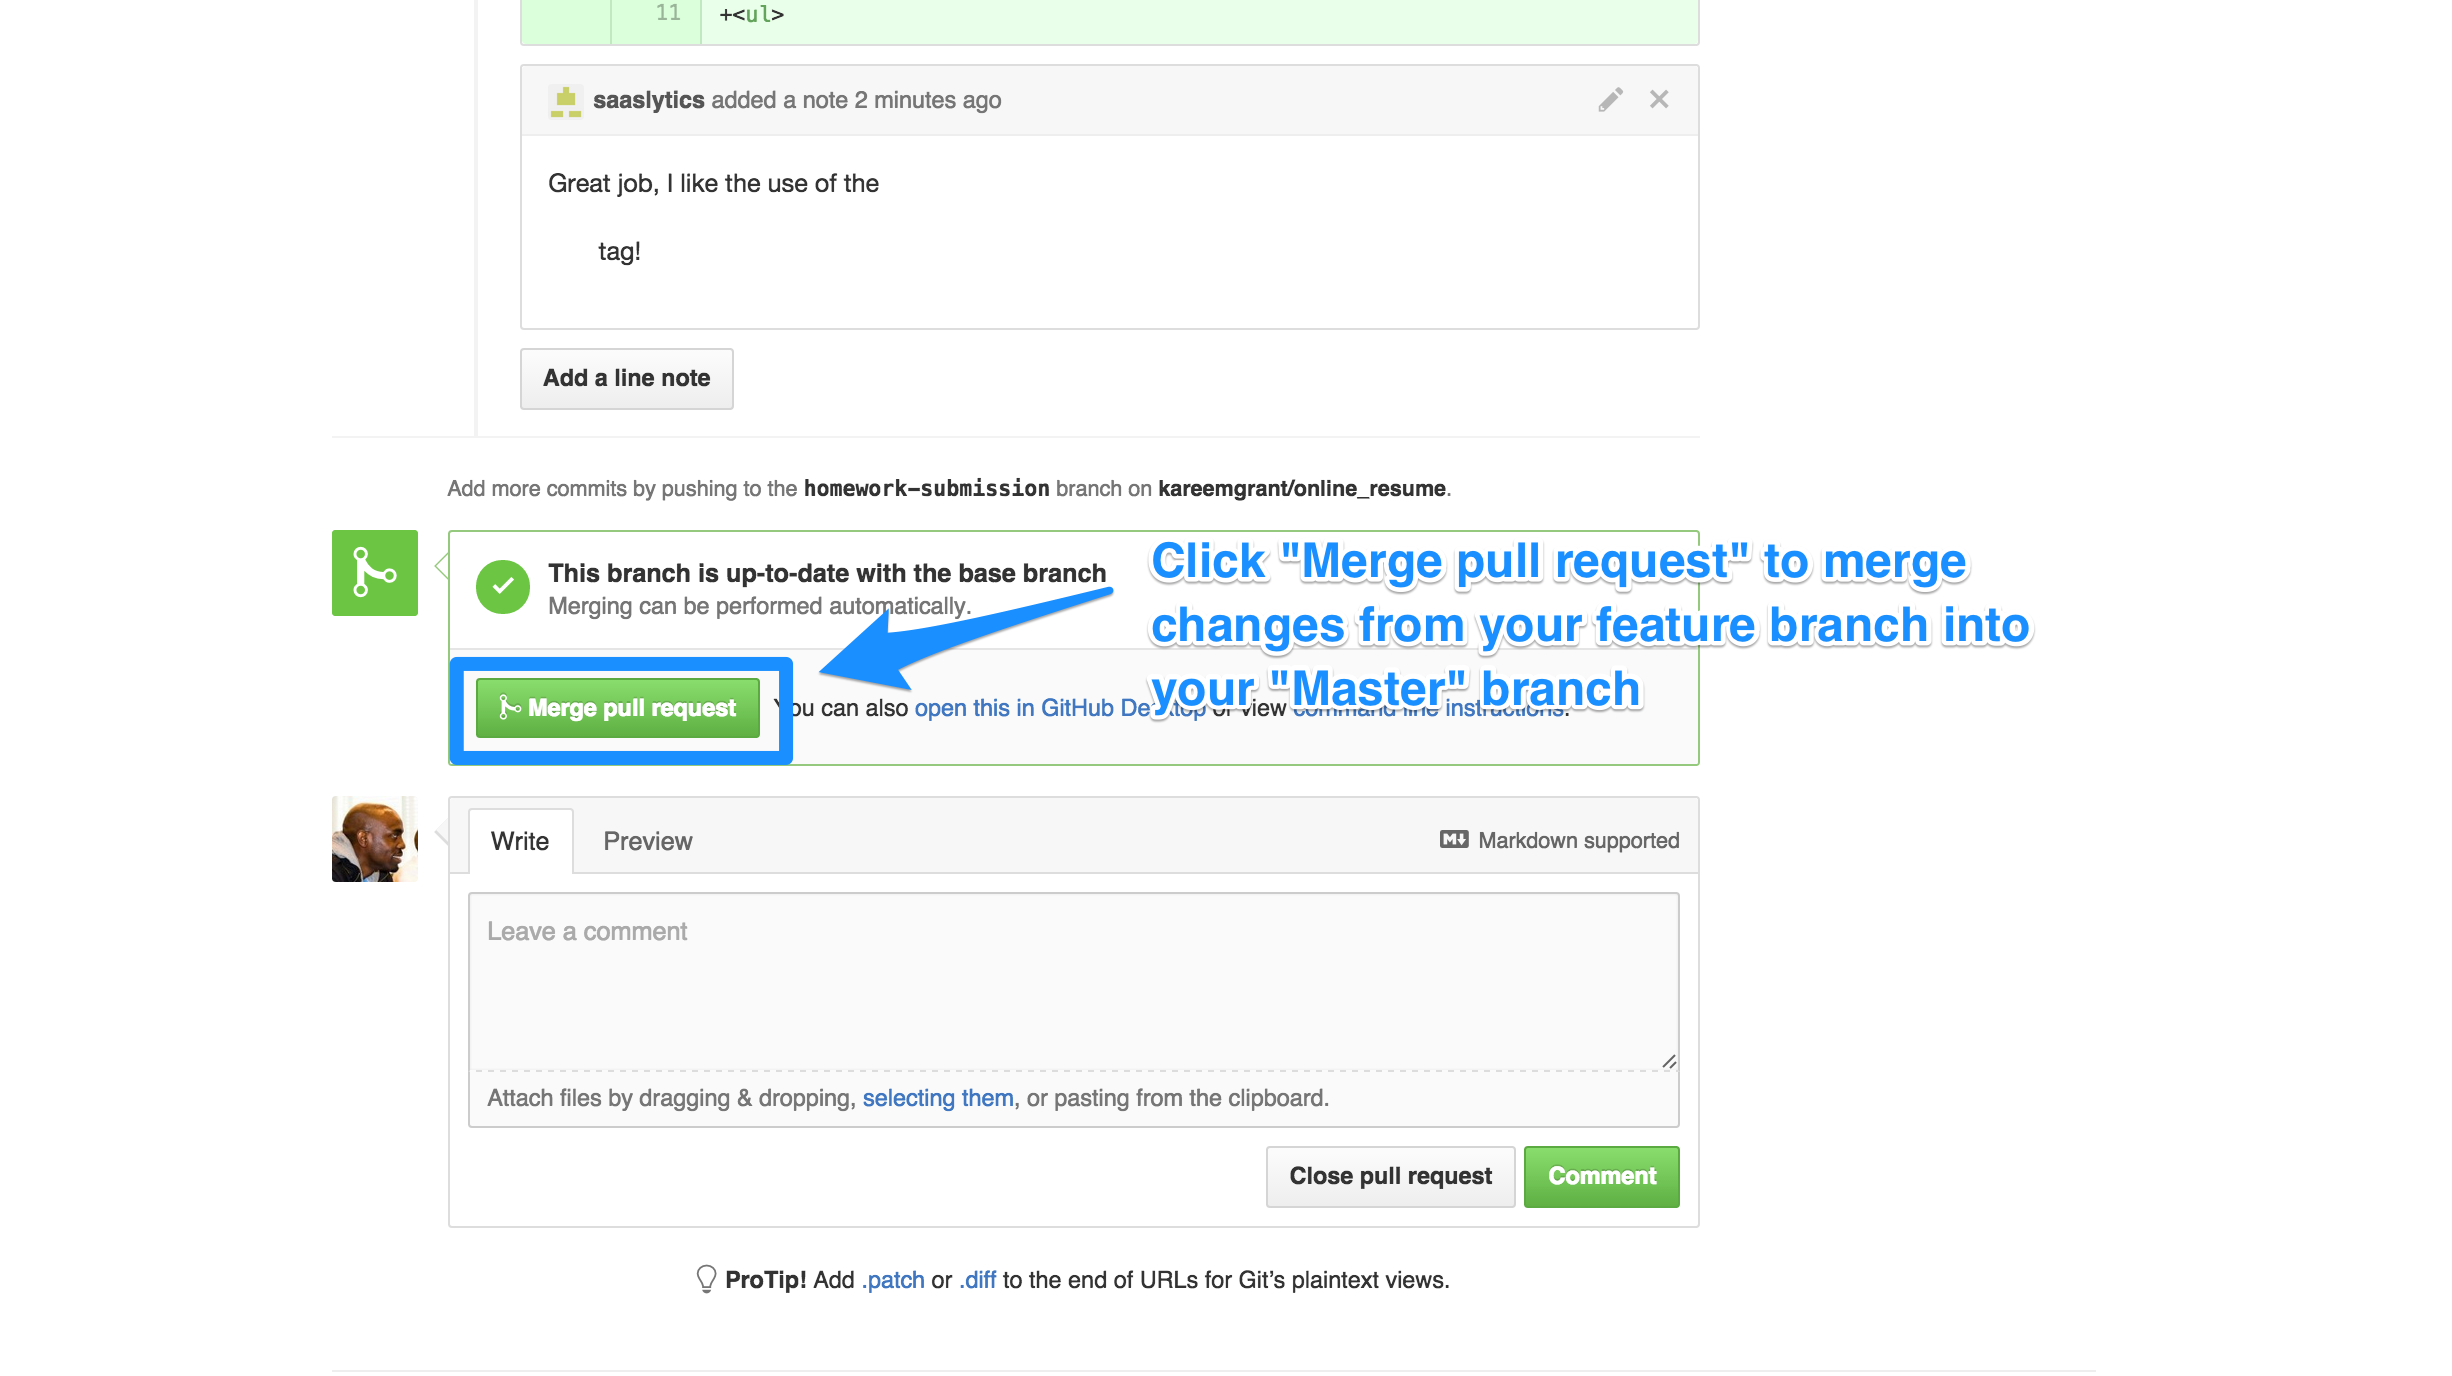 11 +<ul>
saaslytics added a note 2 minutes ago
Great job, I like the use of the
tag!
Add a line note
Add more commits by pushing to the homework-submission branch on kareemgrant/online_resume.
This branch is up-to-date with the base branch
Merging can be performed automatically.
Click "Merge pull request" to merge
changes from your feature branch into
your "Master" branch
Merge pull request You can also open this in GitHub Desktop or view command line instructions.
Write Preview Markdown supported
Leave a comment
Attach files by dragging & dropping, selecting them, or pasting from the clipboard.
Close pull request Comment
ProTip! Add .patch or .diff to the end of URLs for Git’s plaintext views.